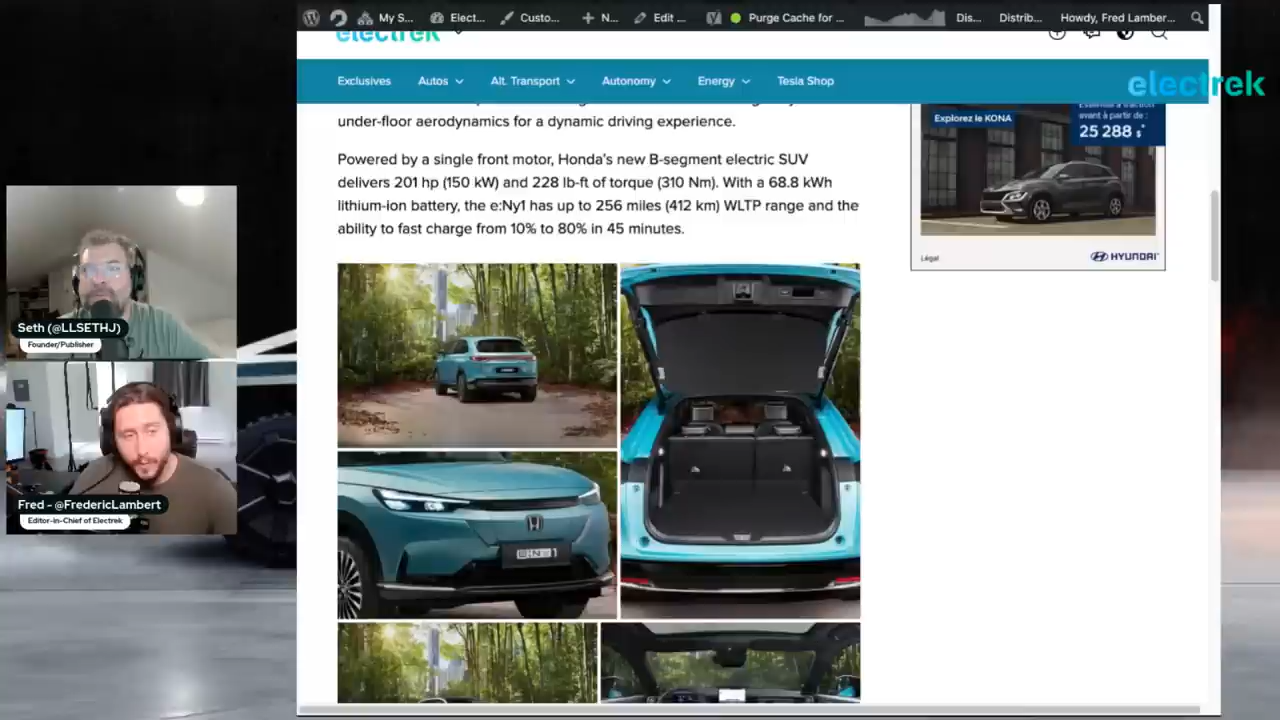 My S...
Elect...
Custo...
N...
Edit ...
Purge Cache for ...
Dis...
Distrib...
Howdy, Fred Lamber...
electrek
Exclusives
Autos
Alt. Transport
Autonomy
Energy
Tesla Shop
electrek
under-floor aerodynamics for a dynamic driving experience.
Powered by a single front motor, Honda's new B-segment electric SUV
delivers 201 hp (150 kW) and 228 lb-ft of torque (310 Nm). With a 68.8 kWh
lithium-ion battery, the e:Ny1 has up to 256 miles (412 km) WLTP range and the
ability to fast charge from 10% to 80% in 45 minutes.
Explorez le KONA
avant à partir de :
25 288 $*
Légal
HYUNDAI
Seth (@LLSETHJ)
Founder/Publisher
Fred - @FredericLambert
Editor-in-Chief of Electrek
e:Ny1